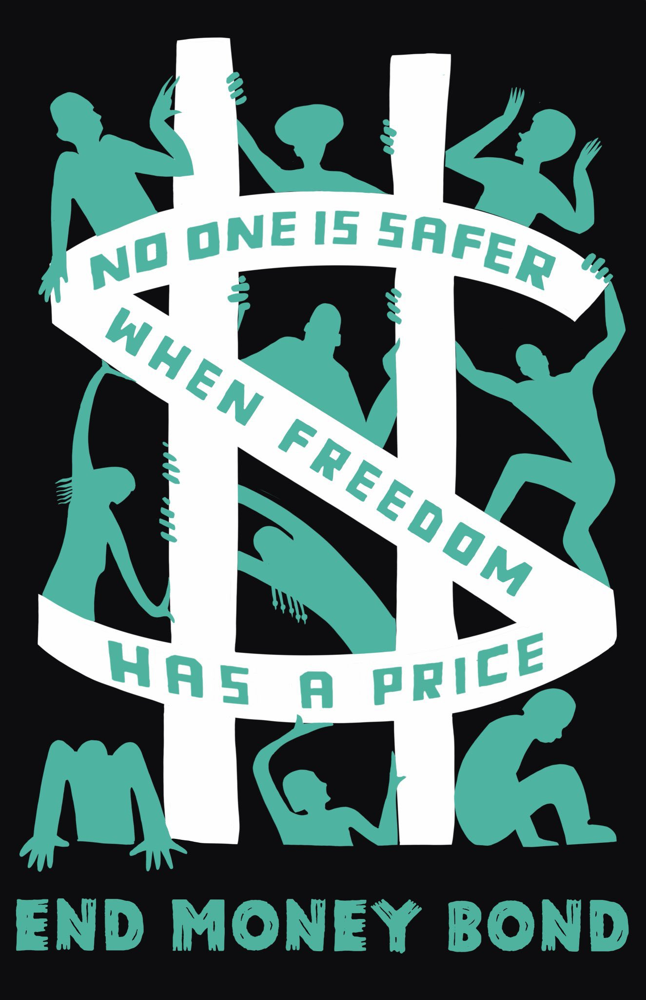 NO ONE IS SAFER
WHEN FREEDOM
HAS A PRICE
END MONEY BOND